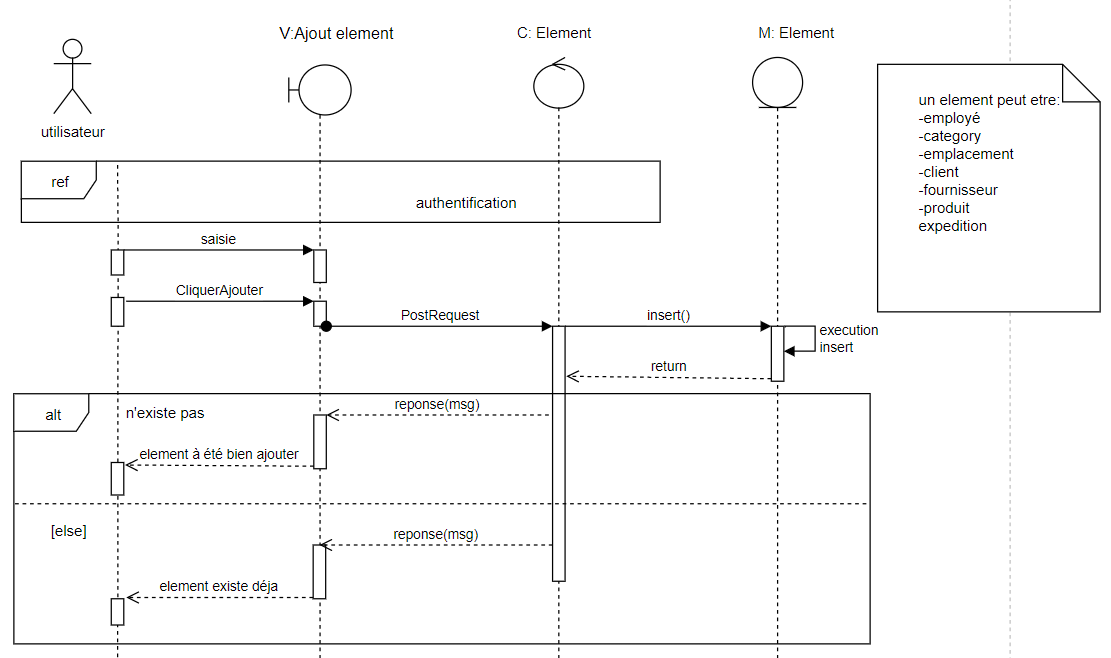 V:Ajout element
C: Element
M: Element
utilisateur
un element peut etre:
-employé
-category
-emplacement
-client
-fournisseur
-produit
expedition
ref
authentification
saisie
CliquerAjouter
PostRequest
insert()
execution
insert
return
alt
n'existe pas
reponse(msg)
element à été bien ajouter
[else]
reponse(msg)
element existe déja